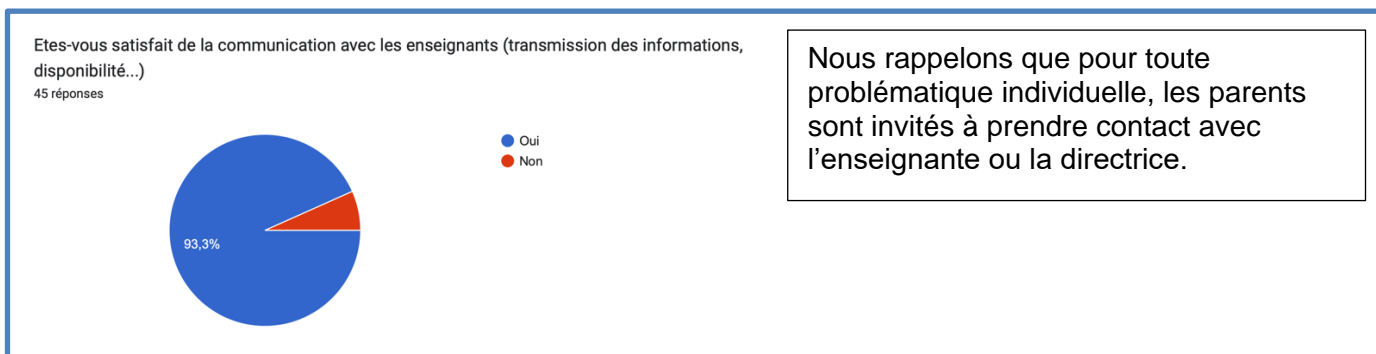 Etes-vous satisfait de la communication avec les enseignants (transmission des informations,
disponibilité...)
45 réponses
Oui
Non
93,3%
Nous rappelons que pour toute
problématique individuelle, les parents
sont invités à prendre contact avec
l’enseignante ou la directrice.